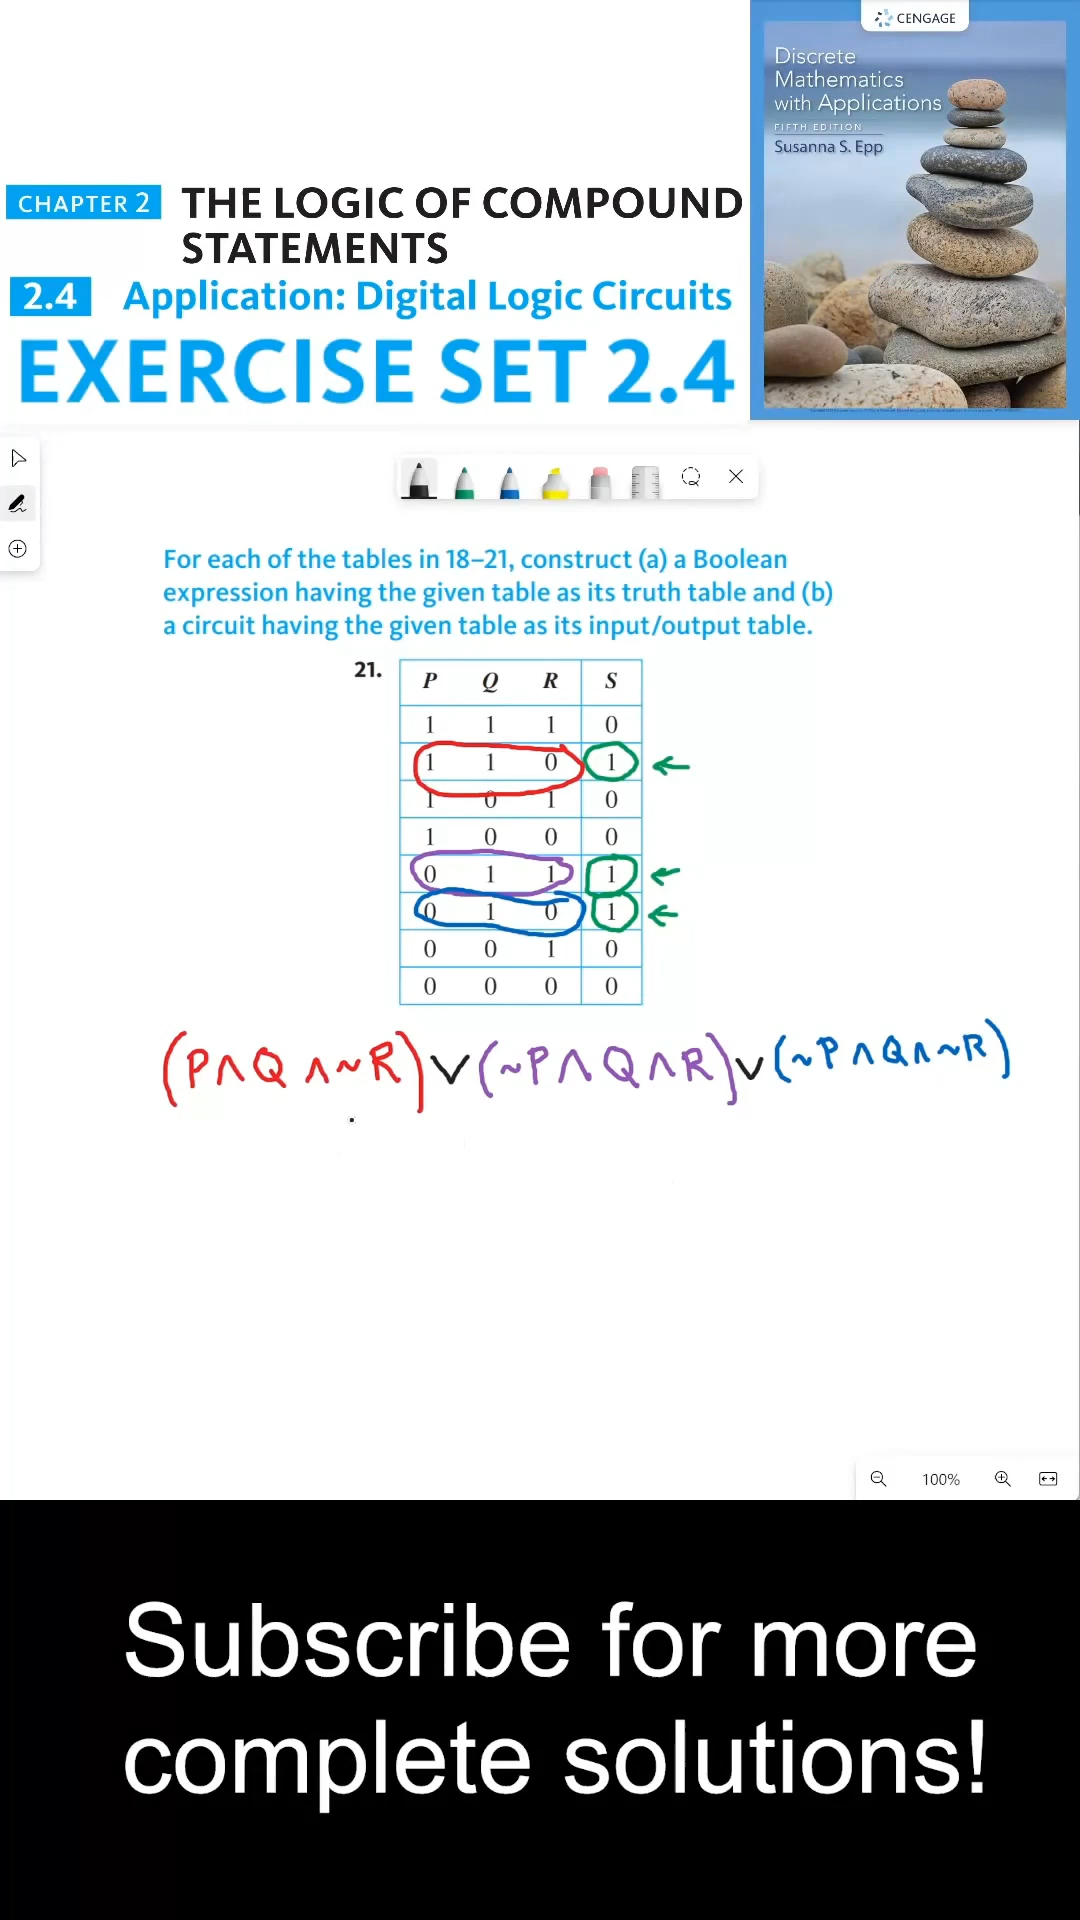 CENGAGE
Discrete
Mathematics
with Applications
FIFTH EDITION
Susanna S. Epp
CHAPTER 2 THE LOGIC OF COMPOUND
STATEMENTS
2.4 Application: Digital Logic Circuits
EXERCISE SET 2.4
For each of the tables in 18–21, construct (a) a Boolean
expression having the given table as its truth table and (b)
a circuit having the given table as its input/output table.
21. P Q R S
1 1 1 0
1 1 0 1 ←
1 0 1 0
1 0 0 0
0 1 1 1 ←
0 1 0 1 ←
0 0 1 0
0 0 0 0
(P∧Q∧~R)∨(~P∧Q∧R)∨(~P∧Q∧~R)
100%
Subscribe for more
complete solutions!